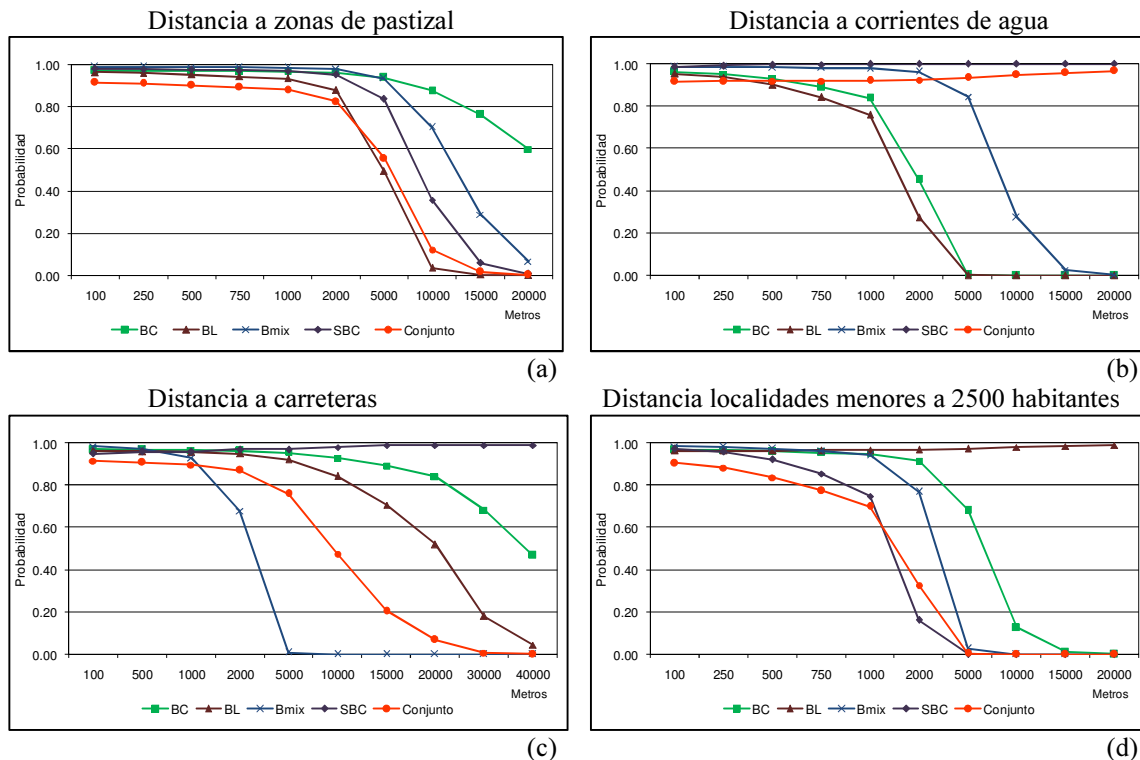 Distancia a zonas de pastizal
Probabilidad
1.00
0.80
0.60
0.40
0.20
0.00
100 250 500 750 1000 2000 5000 10000 15000 20000
Metros
BC BL Bmix SBC Conjunto
(a)
Distancia a corrientes de agua
Probabilidad
1.00
0.80
0.60
0.40
0.20
0.00
100 250 500 750 1000 2000 5000 10000 15000 20000
Metros
BC BL Bmix SBC Conjunto
(b)
Distancia a carreteras
Probabilidad
1.00
0.80
0.60
0.40
0.20
0.00
100 500 1000 2000 5000 10000 15000 20000 30000 40000
Metros
BC BL Bmix SBC Conjunto
(c)
Distancia localidades menores a 2500 habitantes
Probabilidad
1.00
0.80
0.60
0.40
0.20
0.00
100 250 500 750 1000 2000 5000 10000 15000 20000
Metros
BC BL Bmix SBC Conjunto
(d)